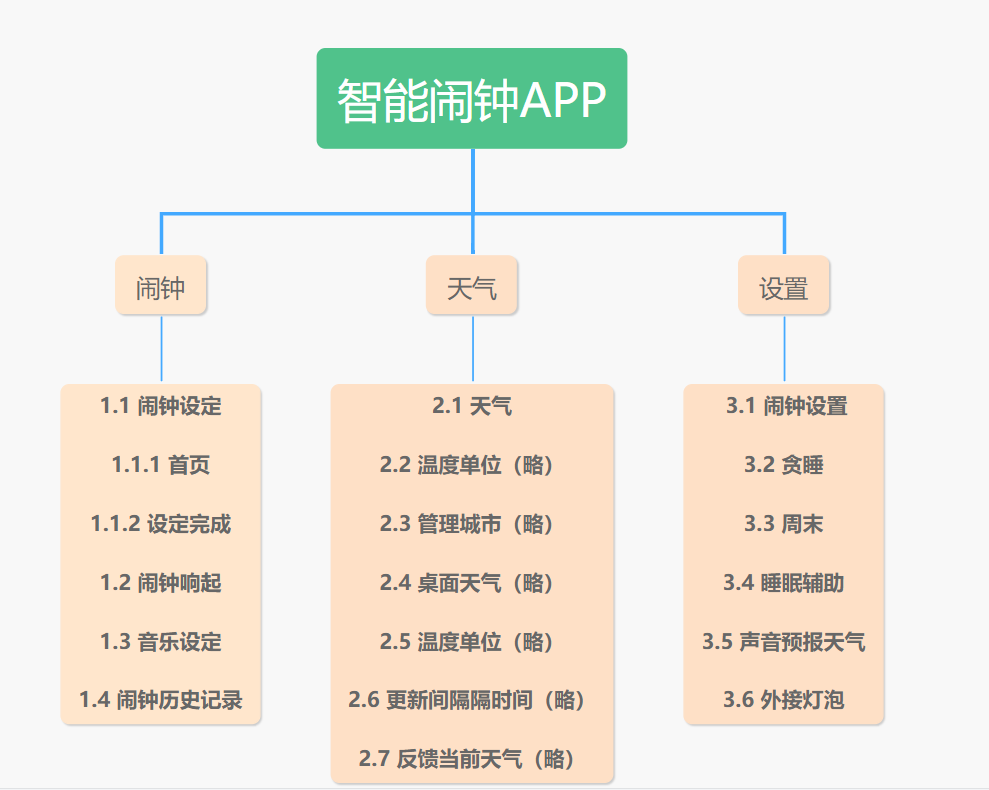 智能闹钟APP
闹钟
天气
设置
1.1 闹钟设定
1.1.1 首页
1.1.2 设定完成
1.2 闹钟响起
1.3 音乐设定
1.4 闹钟历史记录
2.1 天气
2.2 温度单位（略）
2.3 管理城市（略）
2.4 桌面天气（略）
2.5 温度单位（略）
2.6 更新间隔隔时间（略）
2.7 反馈当前天气（略）
3.1 闹钟设置
3.2 贪睡
3.3 周末
3.4 睡眠辅助
3.5 声音预报天气
3.6 外接灯泡